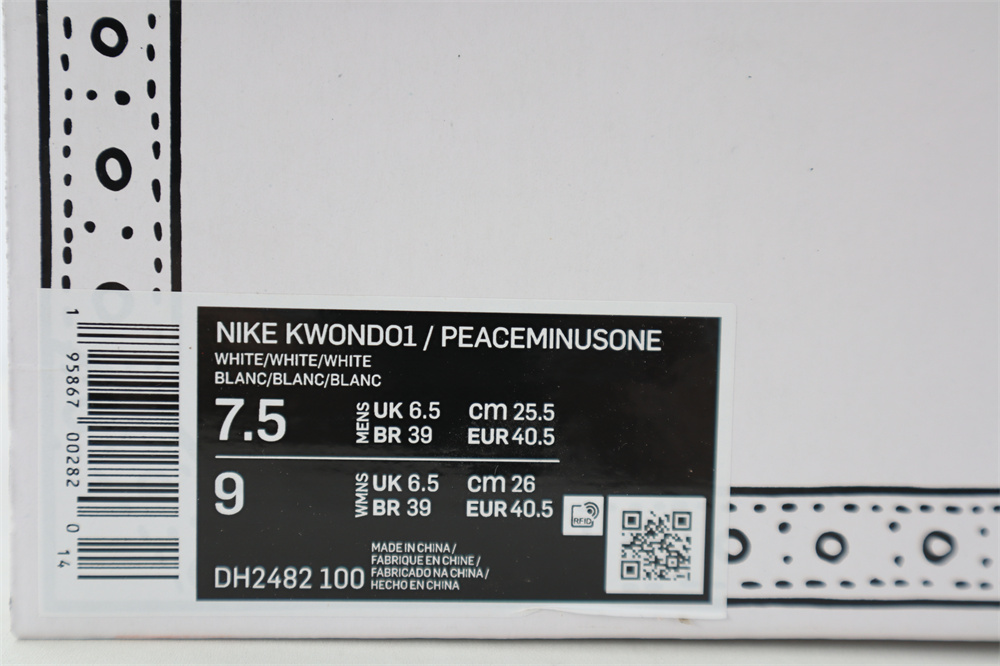 NIKE KWONDO1 / PEACEMINUSONE
WHITE/WHITE/WHITE
BLANC/BLANC/BLANC
7.5 MENS UK 6.5 CM 25.5
BR 39 EUR 40.5
9 WMNS UK 6.5 CM 26
BR 39 EUR 40.5
RFID
DH2482 100
MADE IN CHINA /
FABRIQUE EN CHINE /
FABRICADO NA CHINA /
HECHO EN CHINA
1 95867 00282 0 14